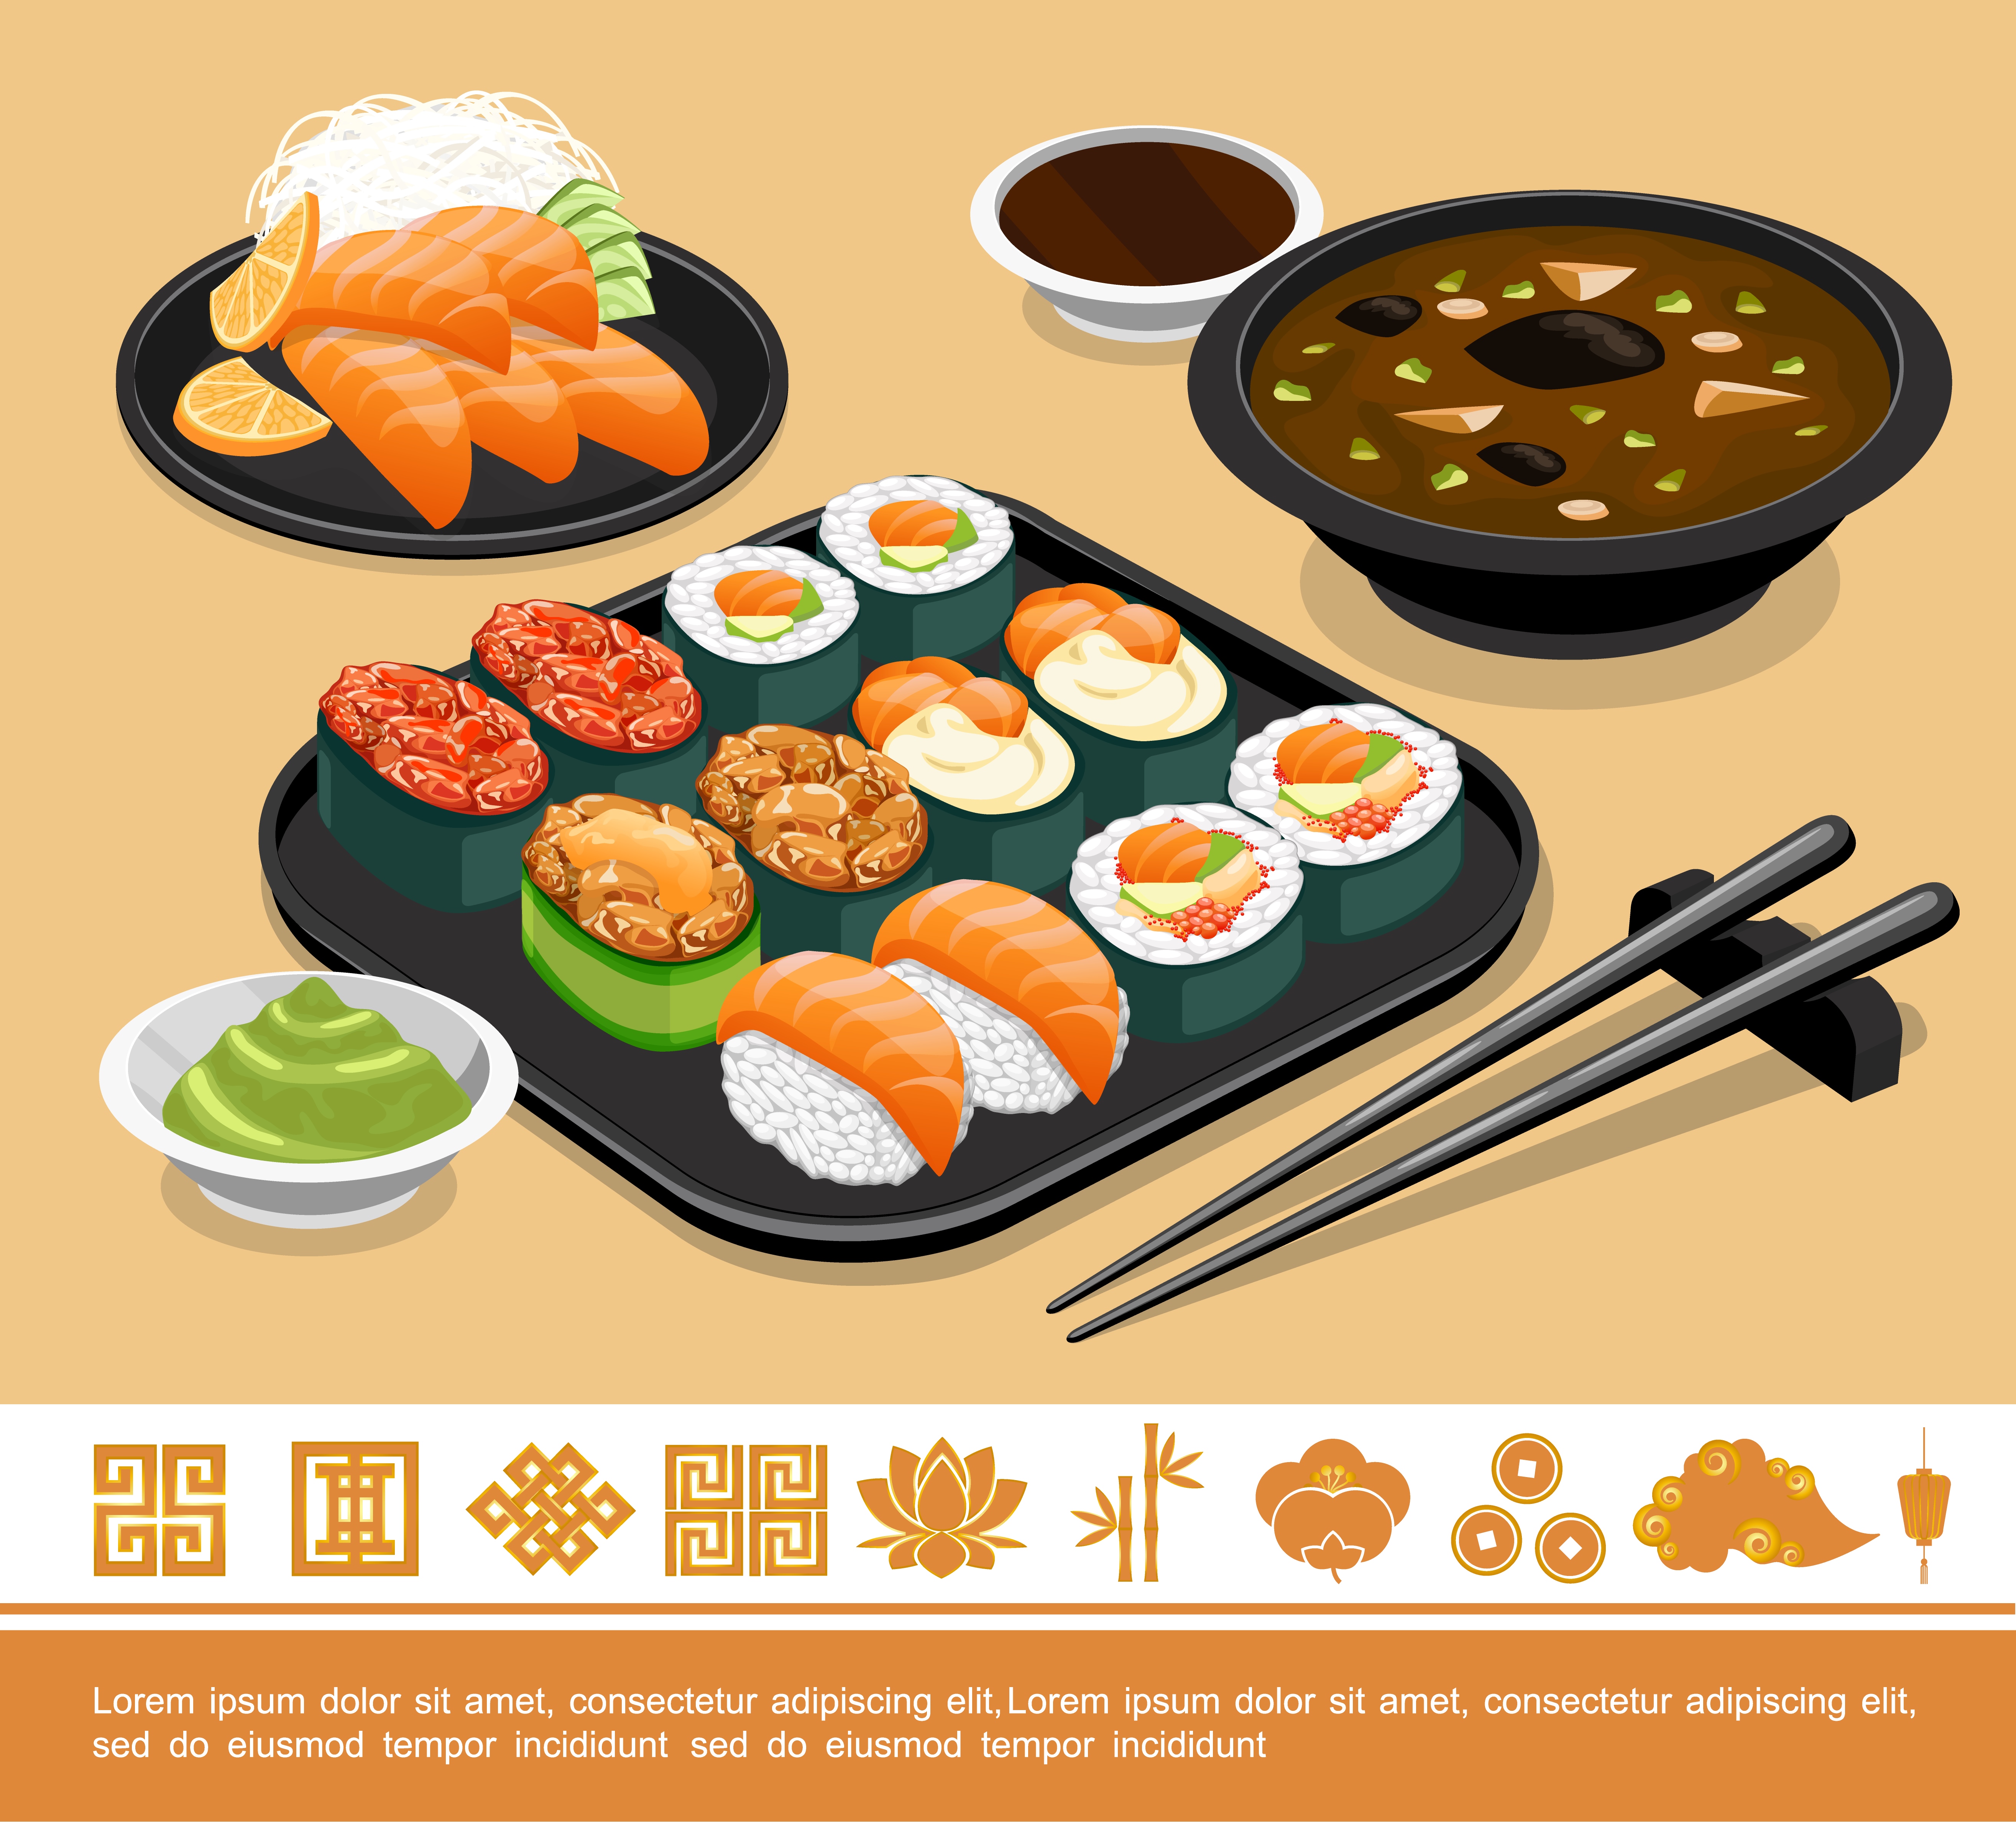 Lorem ipsum dolor sit amet, consectetur adipiscing elit,Lorem ipsum dolor sit amet, consectetur adipiscing elit,
sed do eiusmod tempor incididunt sed do eiusmod tempor incididunt